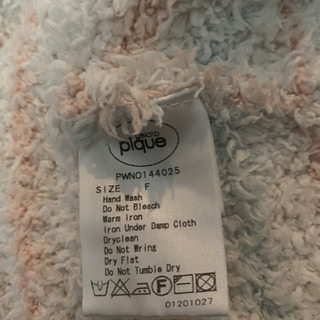 gelato
pique
PWNO144025
SIZE F
Hand Wash
Do Not Bleach
Warm Iron
Iron Under Damp Cloth
Dryclean
Do Not Wring
Dry Flat
Do Not Tumble Dry
F
01201027